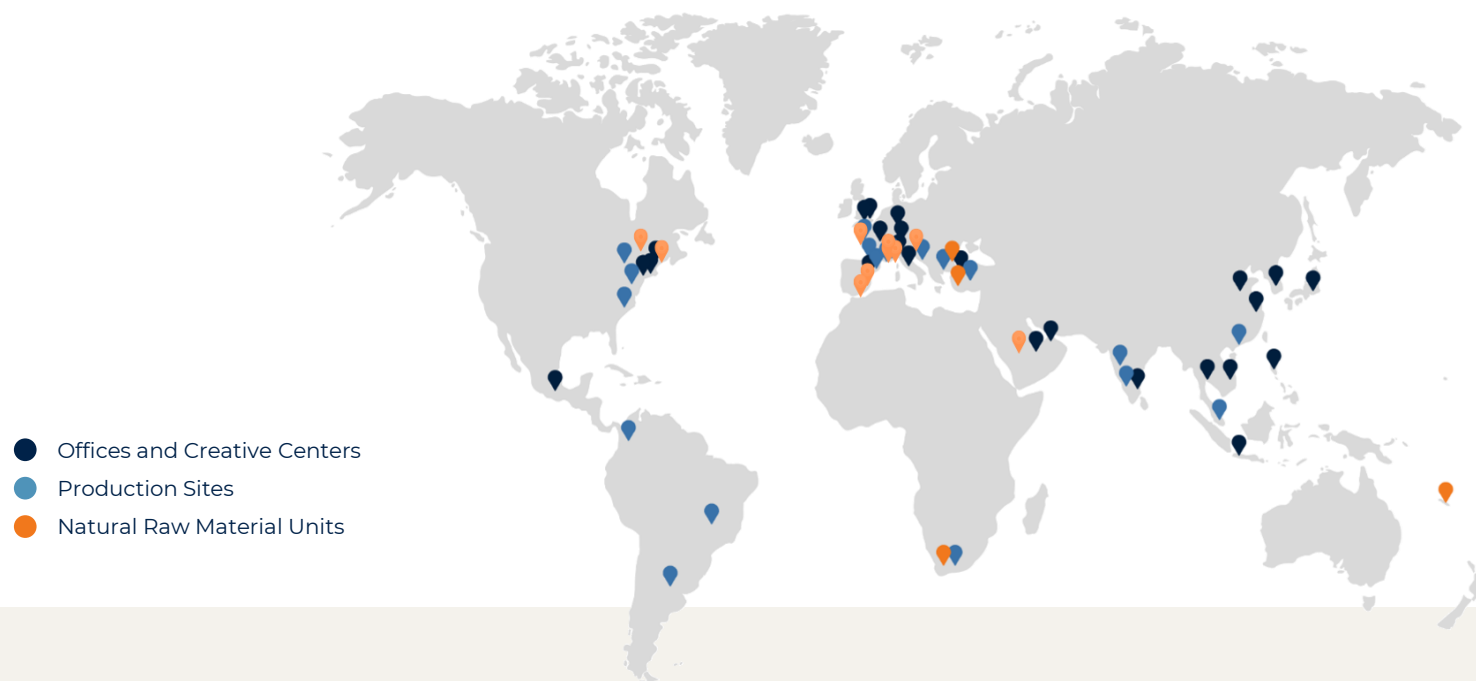 Offices and Creative Centers
Production Sites
Natural Raw Material Units